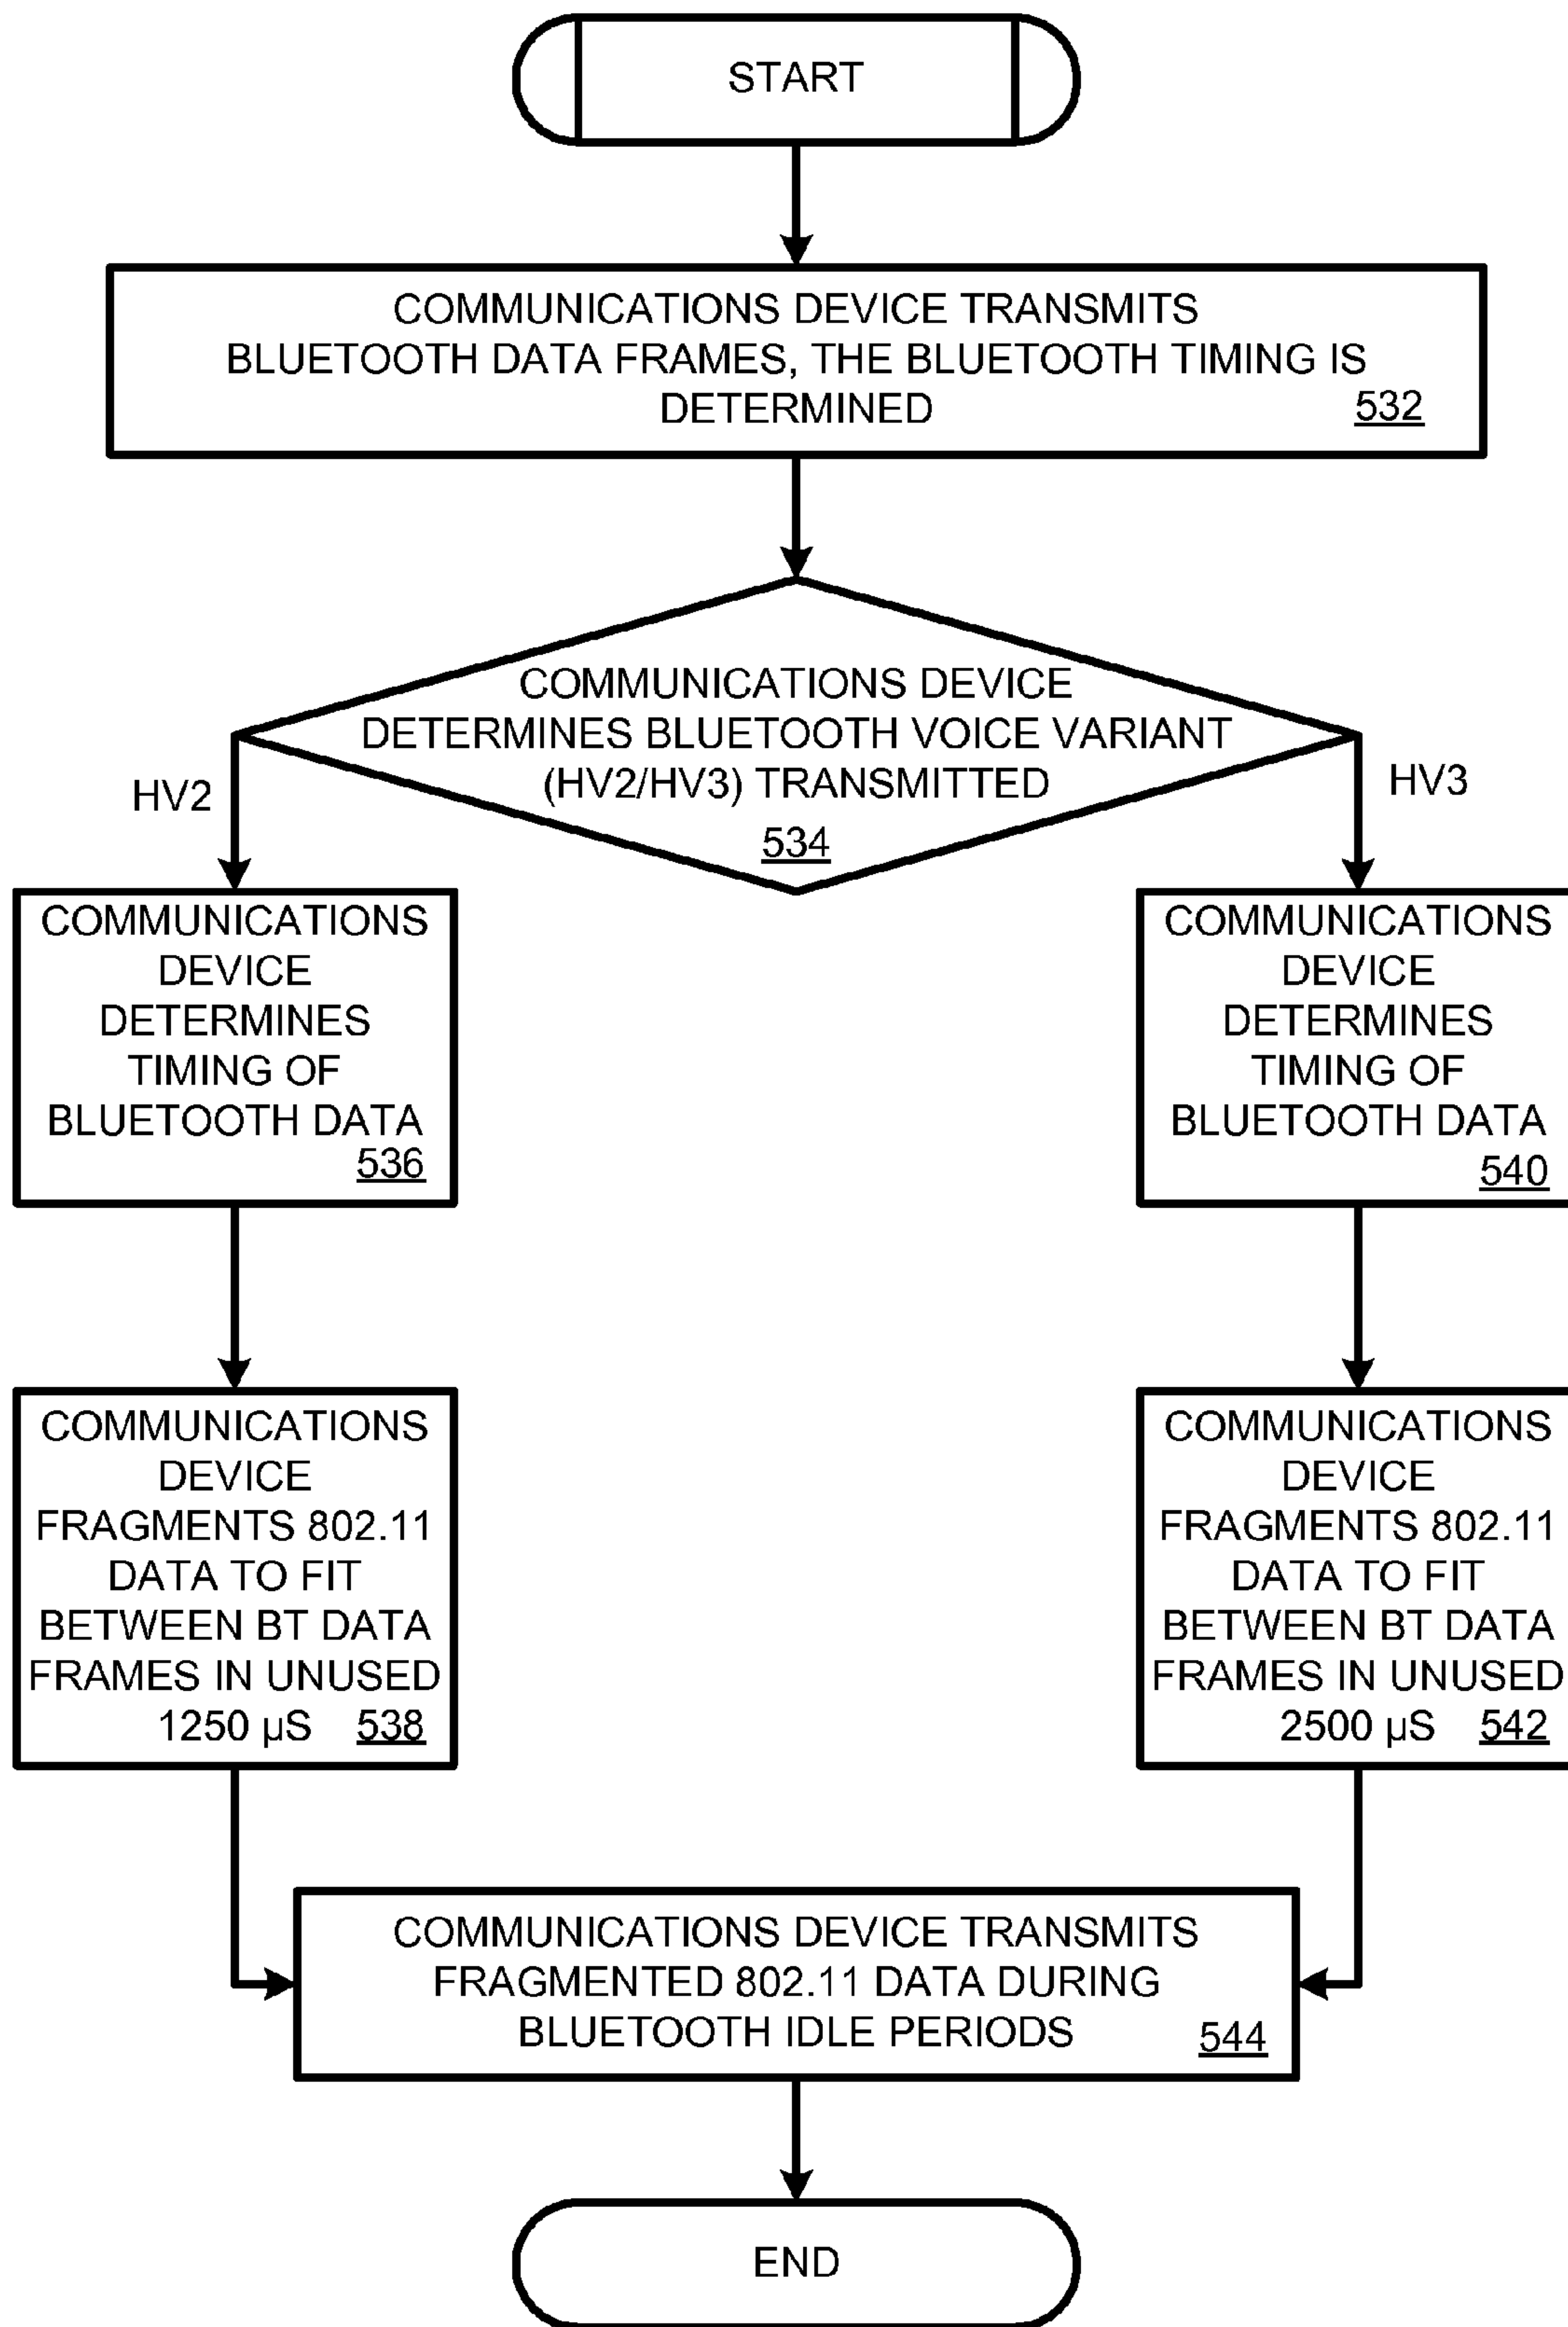 START
COMMUNICATIONS DEVICE TRANSMITS
BLUETOOTH DATA FRAMES, THE BLUETOOTH TIMING IS
DETERMINED 532
COMMUNICATIONS DEVICE
DETERMINES BLUETOOTH VOICE VARIANT
(HV2/HV3) TRANSMITTED
534
HV2
HV3
COMMUNICATIONS
DEVICE
DETERMINES
TIMING OF
BLUETOOTH DATA
536
COMMUNICATIONS
DEVICE
DETERMINES
TIMING OF
BLUETOOTH DATA
540
COMMUNICATIONS
DEVICE
FRAGMENTS 802.11
DATA TO FIT
BETWEEN BT DATA
FRAMES IN UNUSED
1250 µS 538
COMMUNICATIONS
DEVICE
FRAGMENTS 802.11
DATA TO FIT
BETWEEN BT DATA
FRAMES IN UNUSED
2500 µS 542
COMMUNICATIONS DEVICE TRANSMITS
FRAGMENTED 802.11 DATA DURING
BLUETOOTH IDLE PERIODS 544
END